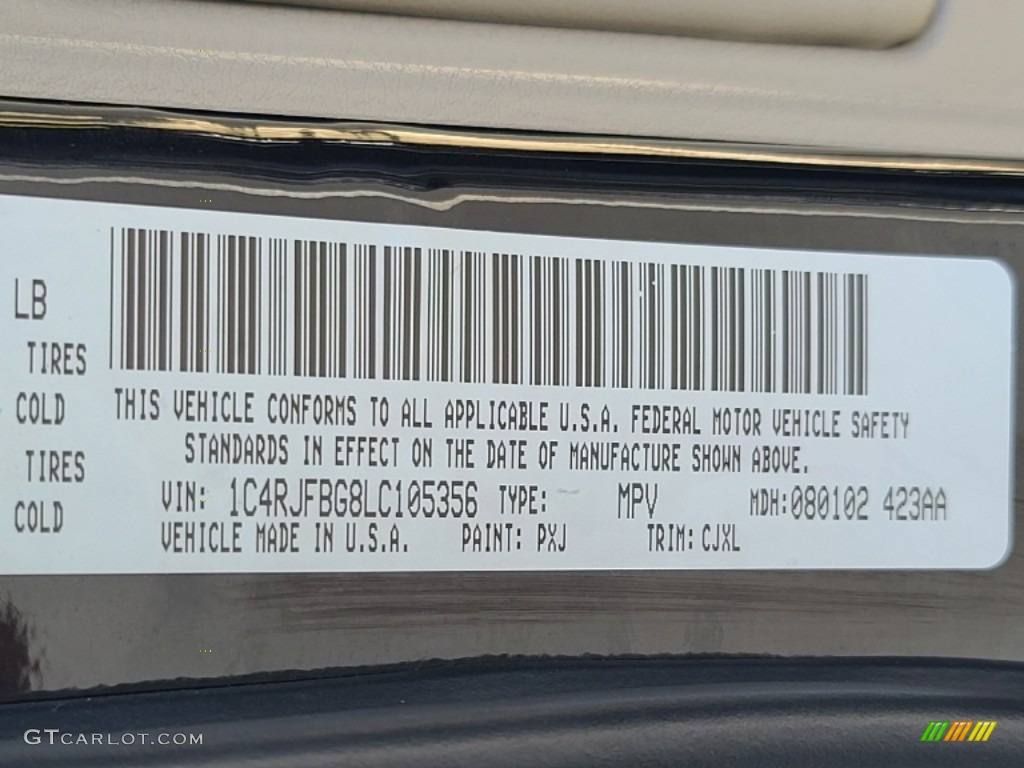 LB
TIRES
COLD
TIRES
COLD
THIS VEHICLE CONFORMS TO ALL APPLICABLE U.S.A. FEDERAL MOTOR VEHICLE SAFETY
STANDARDS IN EFFECT ON THE DATE OF MANUFACTURE SHOWN ABOVE.
VIN: 1C4RJFBG8LC105356 TYPE: MPV MDH:080102 423AA
VEHICLE MADE IN U.S.A. PAINT: PXJ TRIM: CJXL
GTCARLOT.COM